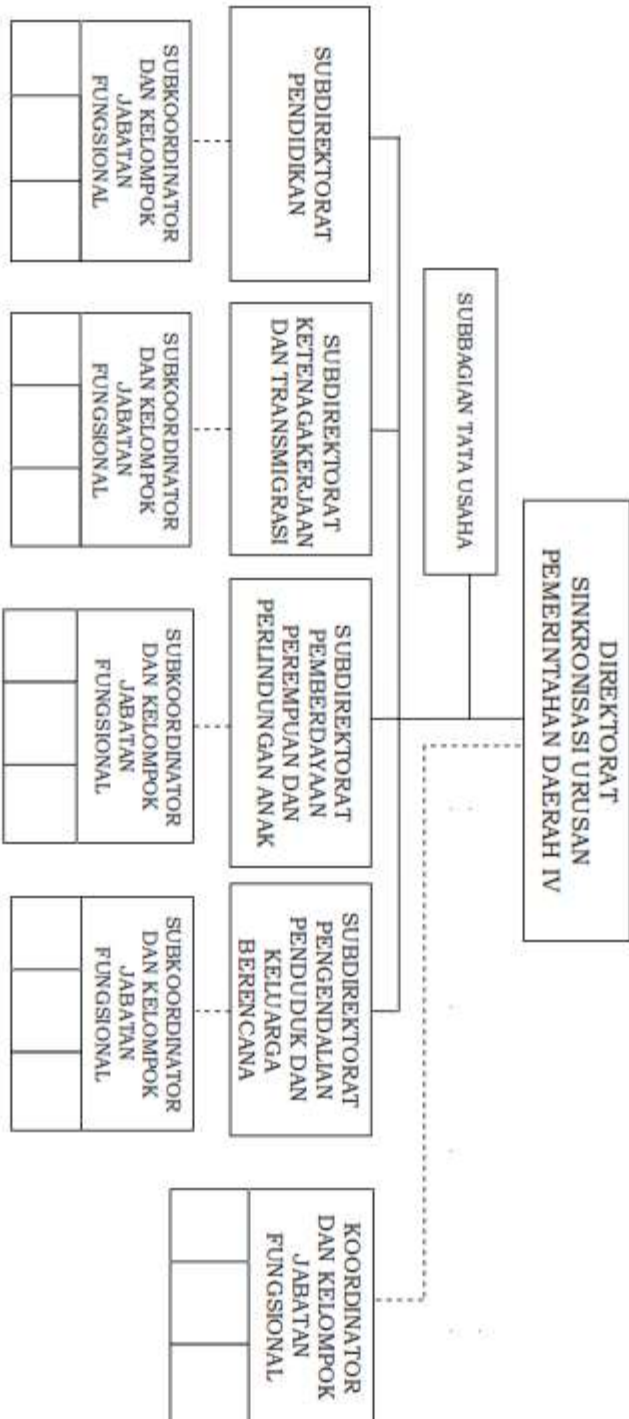 DIREKTORAT
SINKRONISASI URUSAN
PEMERINTAHAN DAERAH IV
SUBBAGIAN TATA USAHA
SUBDIREKTORAT
PENDIDIKAN
SUBDIREKTORAT
KETENAGAKERJAAN
DAN TRANSMIGRASI
SUBDIREKTORAT
PEMBERDAYAAN
PEREMPUAN DAN
PERLINDUNGAN ANAK
SUBDIREKTORAT
PENGENDALIAN
PENDUDUK DAN
KELUARGA
BERENCANA
KOORDINATOR
DAN KELOMPOK
JABATAN
FUNGSIONAL
SUBKOORDINATOR
DAN KELOMPOK
JABATAN
FUNGSIONAL
SUBKOORDINATOR
DAN KELOMPOK
JABATAN
FUNGSIONAL
SUBKOORDINATOR
DAN KELOMPOK
JABATAN
FUNGSIONAL
SUBKOORDINATOR
DAN KELOMPOK
JABATAN
FUNGSIONAL